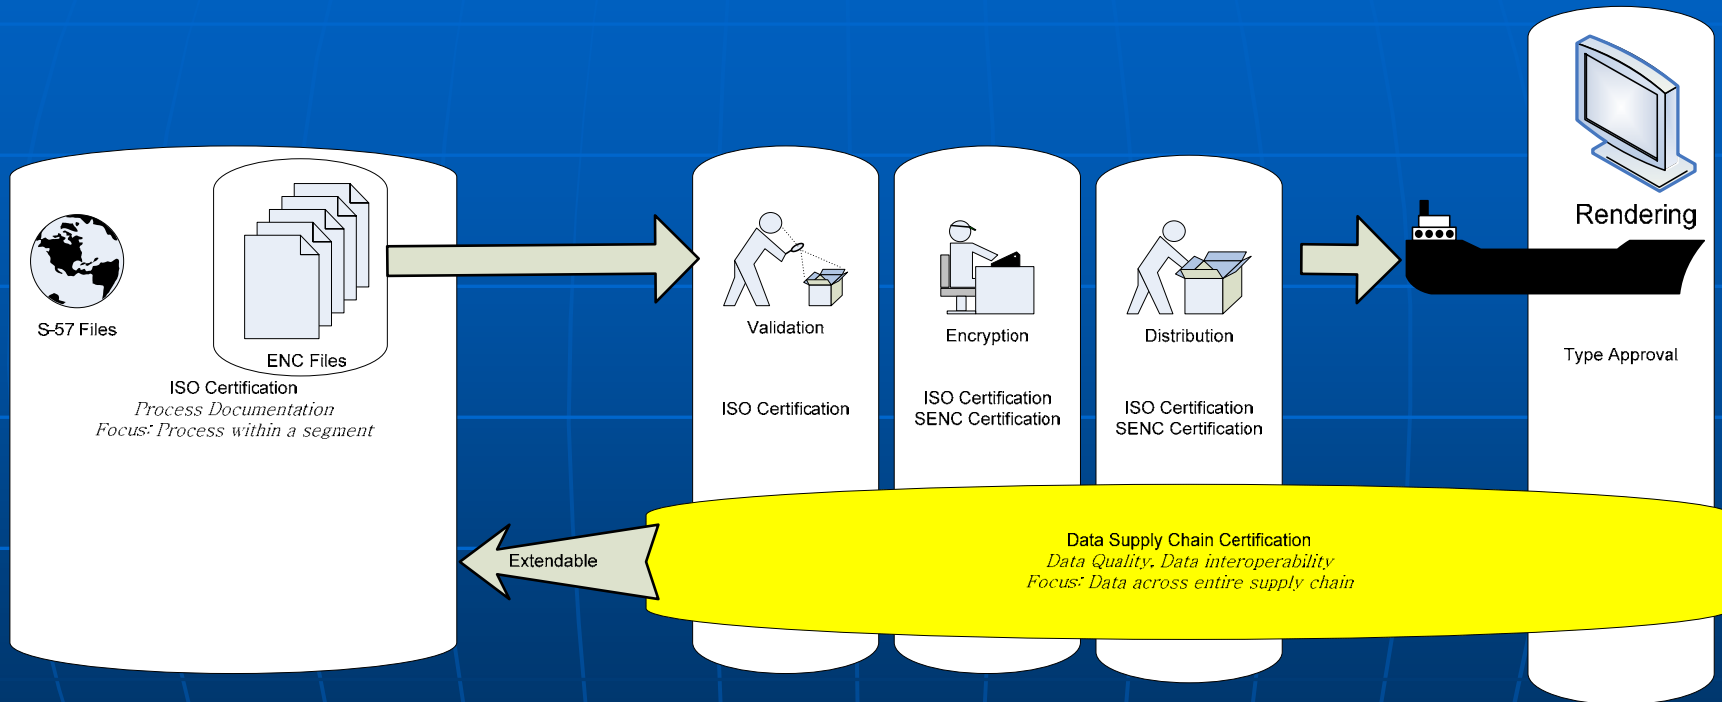 S-57 Files
ENC Files
ISO Certification
Process Documentation
Focus: Process within a segment
Validation
ISO Certification
Encryption
ISO Certification
SENC Certification
Distribution
ISO Certification
SENC Certification
Rendering
Type Approval
Extendable
Data Supply Chain Certification
Data Quality, Data interoperability
Focus: Data across entire supply chain